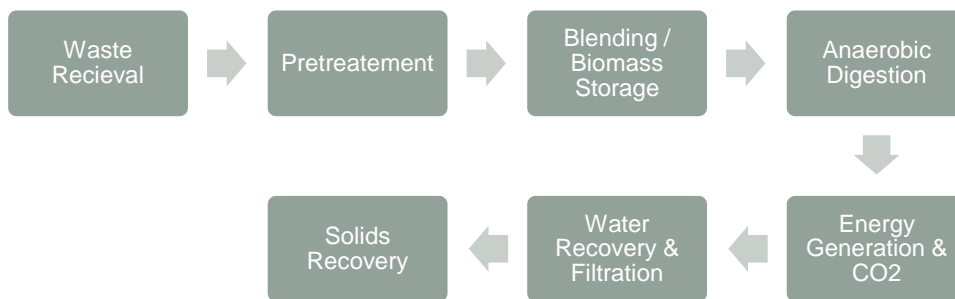 Waste
Recieval
Pretreatement
Blending /
Biomass
Storage
Anaerobic
Digestion
Energy
Generation &
CO2
Water
Recovery &
Filtration
Solids
Recovery